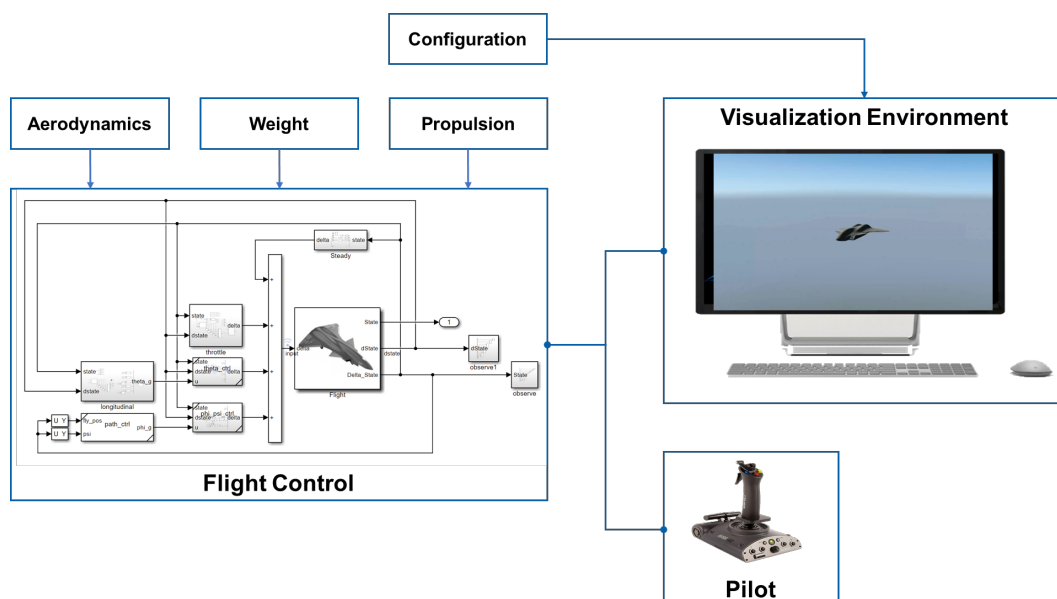 Configuration
Aerodynamics
Weight
Propulsion
Visualization Environment
delta state
Steady
+
state
dstate
delta
throttle
+
state
dstate
u
theta_ctrl
delta
+
state
dstate
u
phi_psi_ctrl
delta
+
state
dstate
theta_g
longitudinal
U Y
U Y
psi
path_ctrl
phi_g
delta
input
State
dState
Delta_State
Flight
dstate
1
dState
observe1
State
observe
Flight Control
Pilot